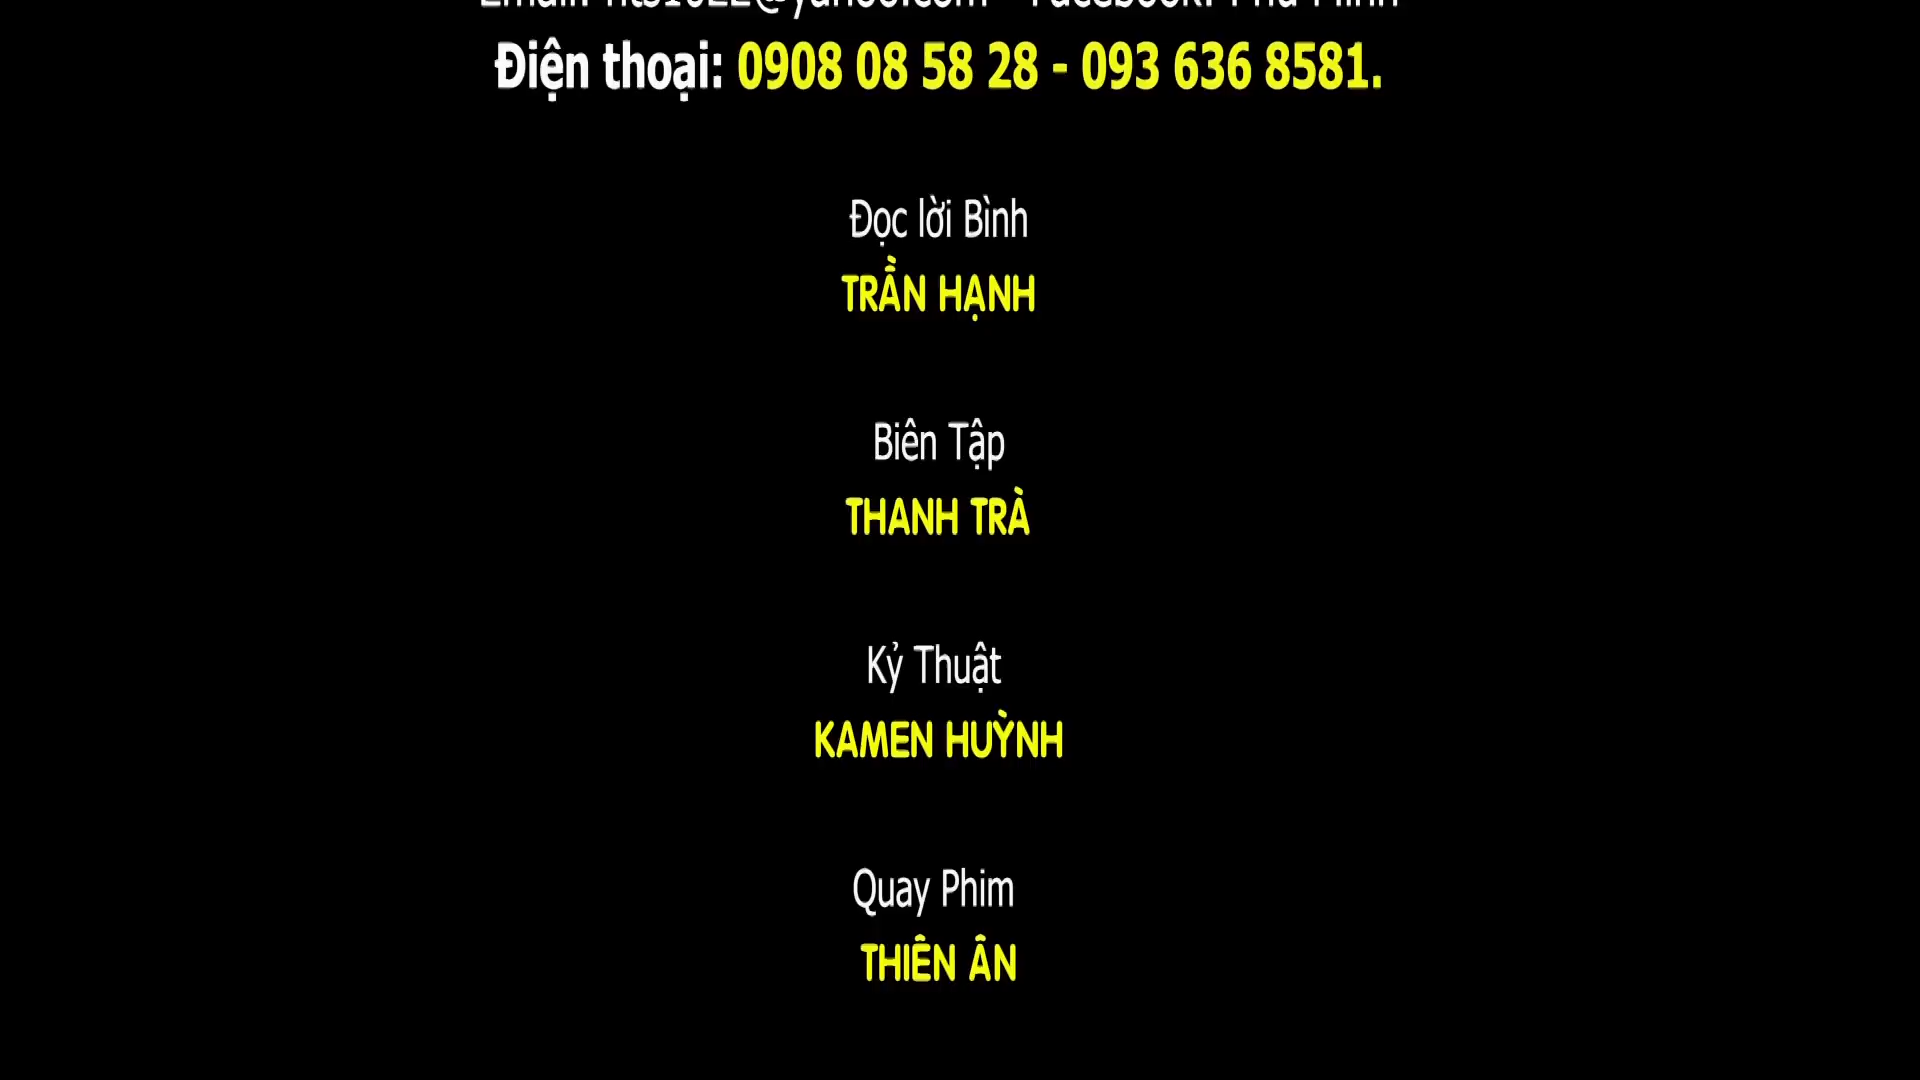 Điện thoại: 0908 08 58 28 - 093 636 8581.
Đọc lời Bình
TRẦN HẠNH
Biên Tập
THANH TRÀ
Kỷ Thuật
KAMEN HUỲNH
Quay Phim
THIÊN ÂN